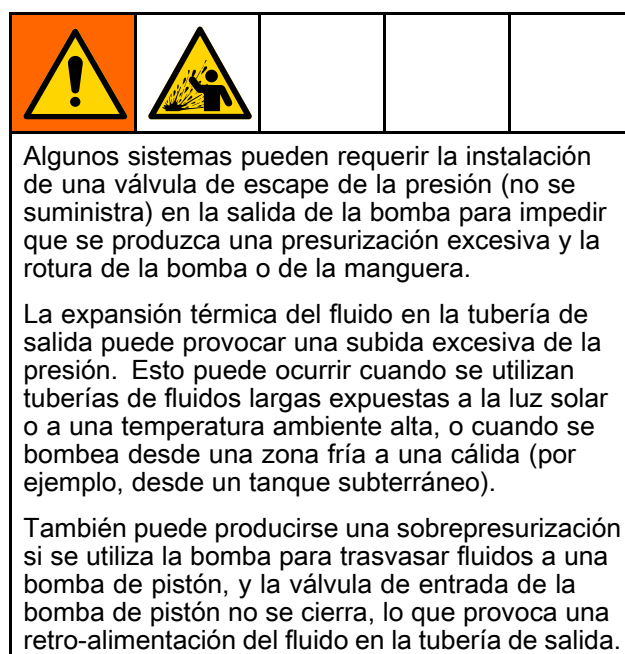 Algunos sistemas pueden requerir la instalación
de una válvula de escape de la presión (no se
suministra) en la salida de la bomba para impedir
que se produzca una presurización excesiva y la
rotura de la bomba o de la manguera.
La expansión térmica del fluido en la tubería de
salida puede provocar una subida excesiva de la
presión. Esto puede ocurrir cuando se utilizan
tuberías de fluidos largas expuestas a la luz solar
o a una temperatura ambiente alta, o cuando se
bombea desde una zona fría a una cálida (por
ejemplo, desde un tanque subterráneo).
También puede producirse una sobrepresurización
si se utiliza la bomba para trasvasar fluidos a una
bomba de pistón, y la válvula de entrada de la
bomba de pistón no se cierra, lo que provoca una
retro-alimentación del fluido en la tubería de salida.